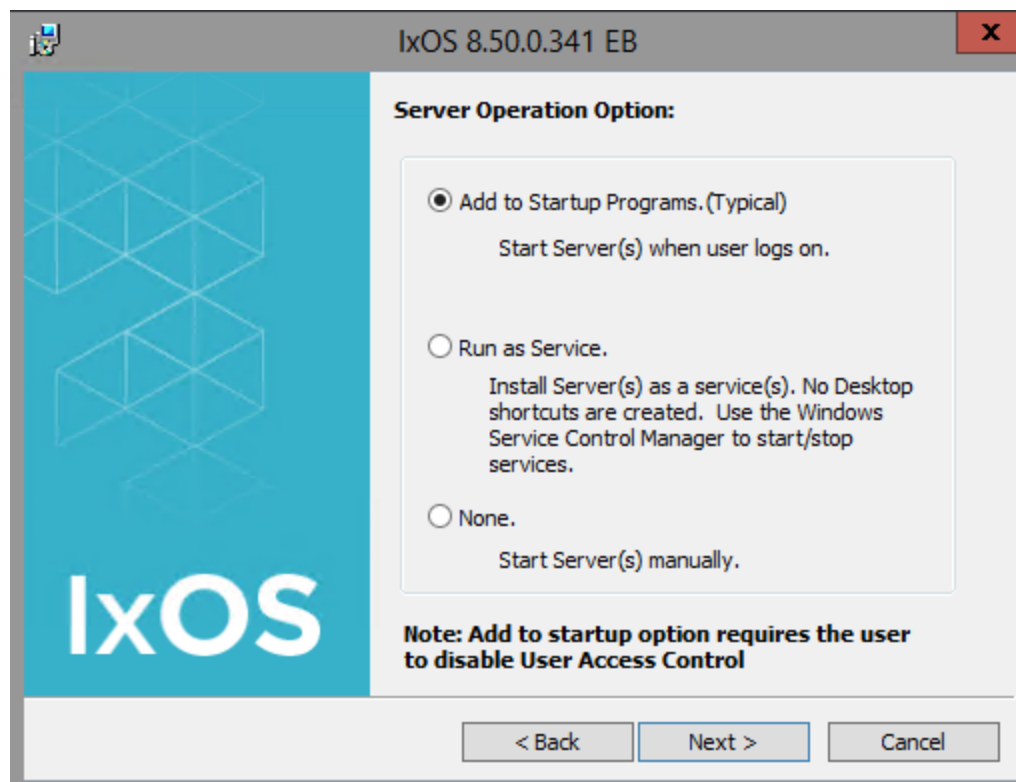 IxOS 8.50.0.341 EB
x
Server Operation Option:
Add to Startup Programs.(Typical)
Start Server(s) when user logs on.
Run as Service.
Install Server(s) as a service(s). No Desktop
shortcuts are created.  Use the Windows
Service Control Manager to start/stop
services.
None.
Start Server(s) manually.
IxOS
Note: Add to startup option requires the user
to disable User Access Control
< Back
Next >
Cancel